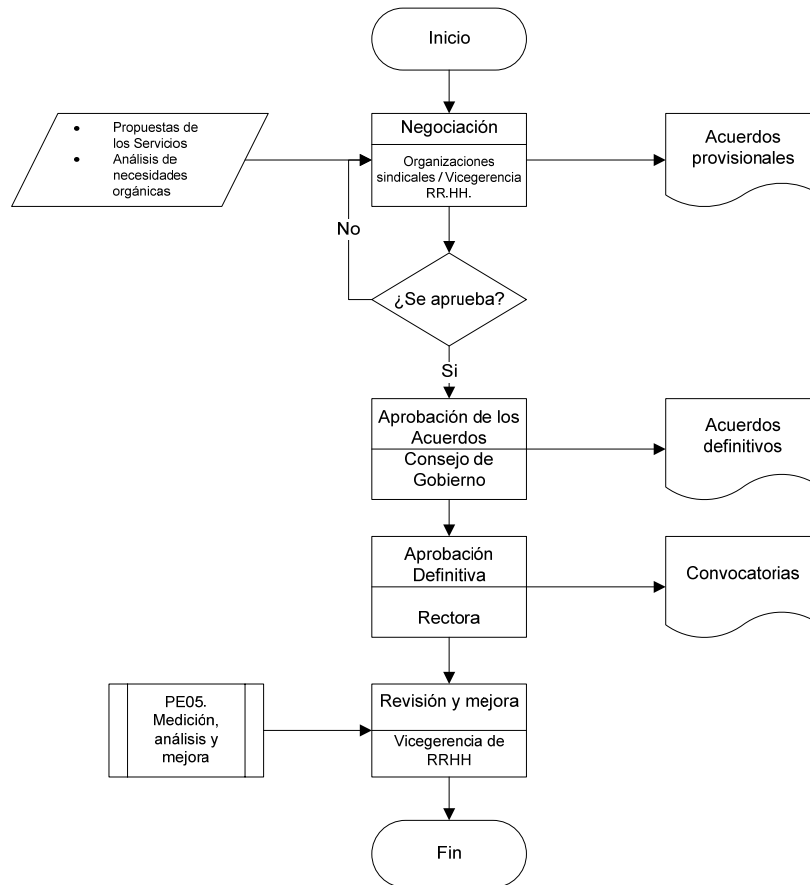 Inicio
• Propuestas de
los Servicios
• Análisis de
necesidades
orgánicas
Negociación
Organizaciones
sindicales / Vicegerencia
RR.HH.
Acuerdos
provisionales
No
¿Se aprueba?
Si
Aprobación de los
Acuerdos
Consejo de
Gobierno
Acuerdos
definitivos
Aprobación
Definitiva
Rectora
Convocatorias
PE05.
Medición,
análisis y
mejora
Revisión y mejora
Vicegerencia de
RRHH
Fin